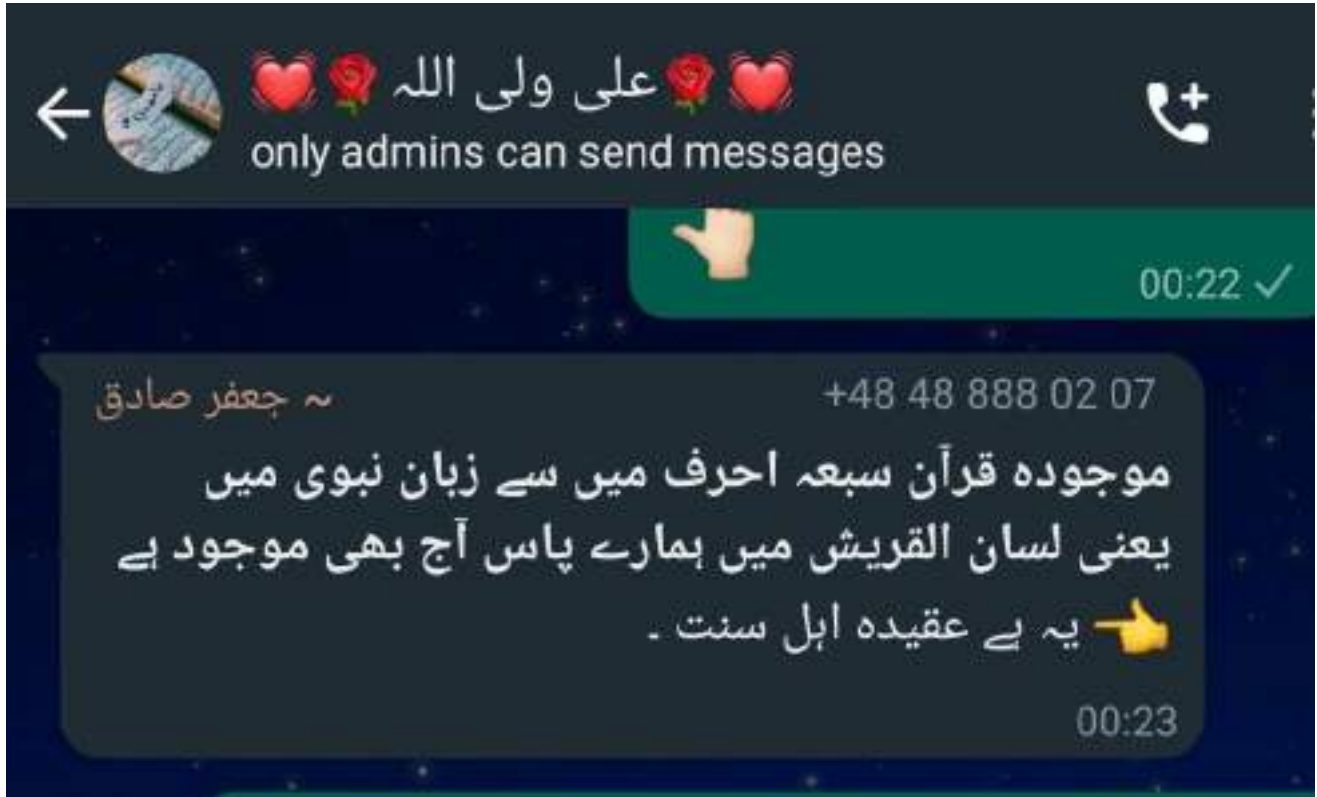 💓🌹علی ولی اللہ🌹💓
only admins can send messages
00:22
~ جعفر صادق
+48 48 888 02 07
موجودہ قرآن سبعہ احرف میں سے زبان نبوی میں
یعنی لسان القریش میں ہمارے پاس آج بھی موجود ہے
👈 یہ ہے عقیدہ اہل سنت ۔
00:23